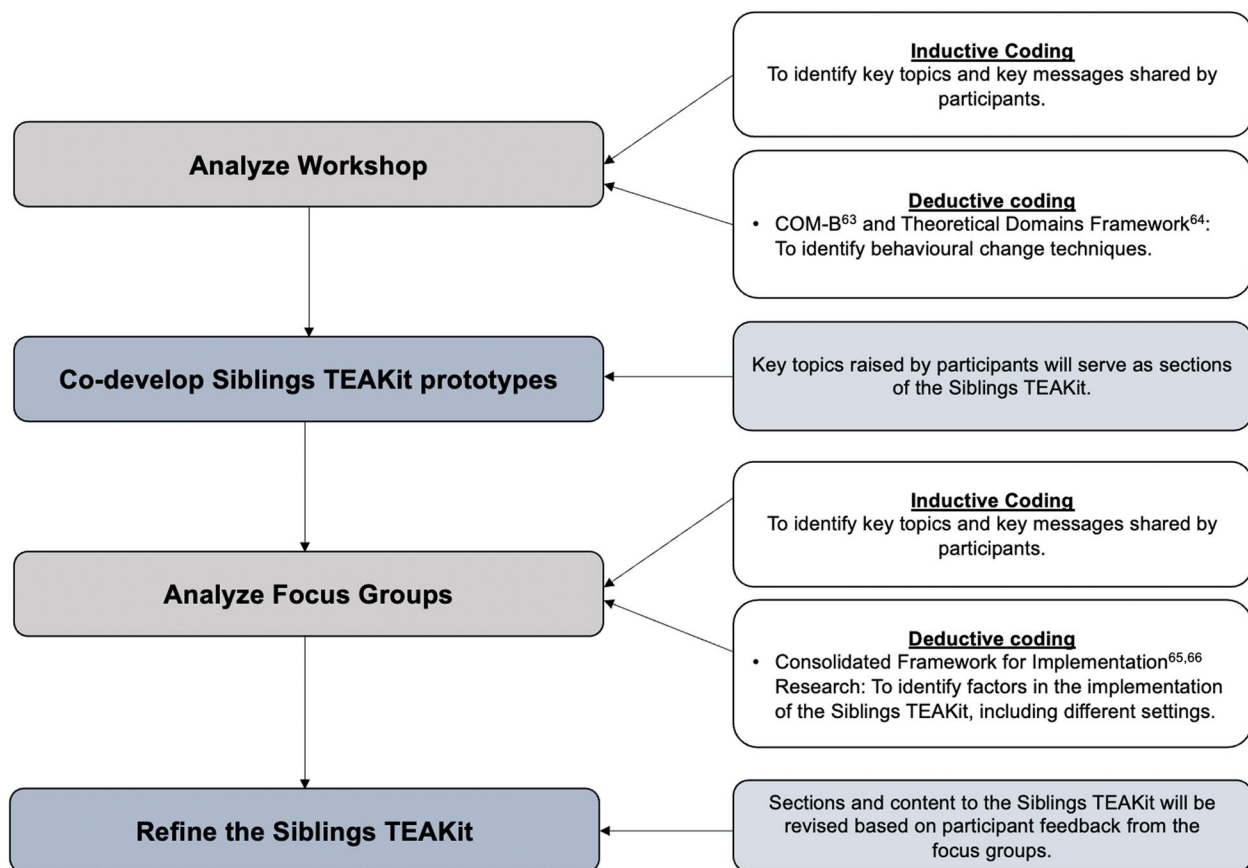 Inductive Coding
To identify key topics and key messages shared by
participants.
Analyze Workshop
Deductive coding
• COM-B⁶³ and Theoretical Domains Framework⁶⁴:
To identify behavioural change techniques.
Co-develop Siblings TEAKit prototypes
Key topics raised by participants will serve as sections
of the Siblings TEAKit.
Inductive Coding
To identify key topics and key messages shared by
participants.
Analyze Focus Groups
Deductive coding
• Consolidated Framework for Implementation⁶⁵,⁶⁶
Research: To identify factors in the implementation
of the Siblings TEAKit, including different settings.
Refine the Siblings TEAKit
Sections and content to the Siblings TEAKit will be
revised based on participant feedback from the
focus groups.